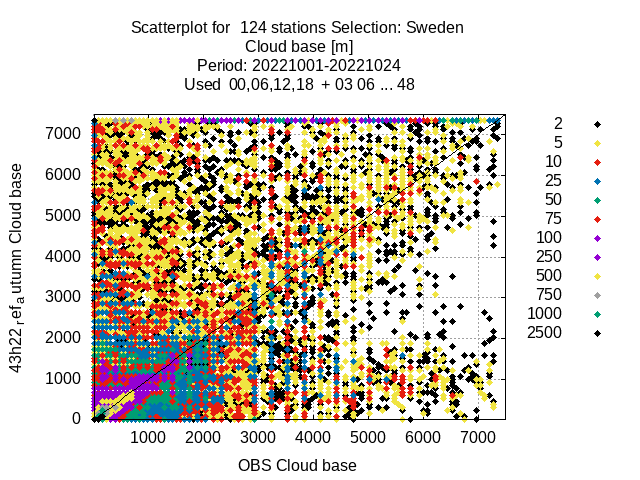 Scatterplot for 124 stations Selection: Sweden
Cloud base [m]
Period: 20221001-20221024
Used 00,06,12,18 + 03 06 ... 48
43h22_ref_autumn Cloud base
7000
6000
5000
4000
3000
2000
1000
0
1000 2000 3000 4000 5000 6000 7000
OBS Cloud base
2
5
10
25
50
75
100
250
500
750
1000
2500